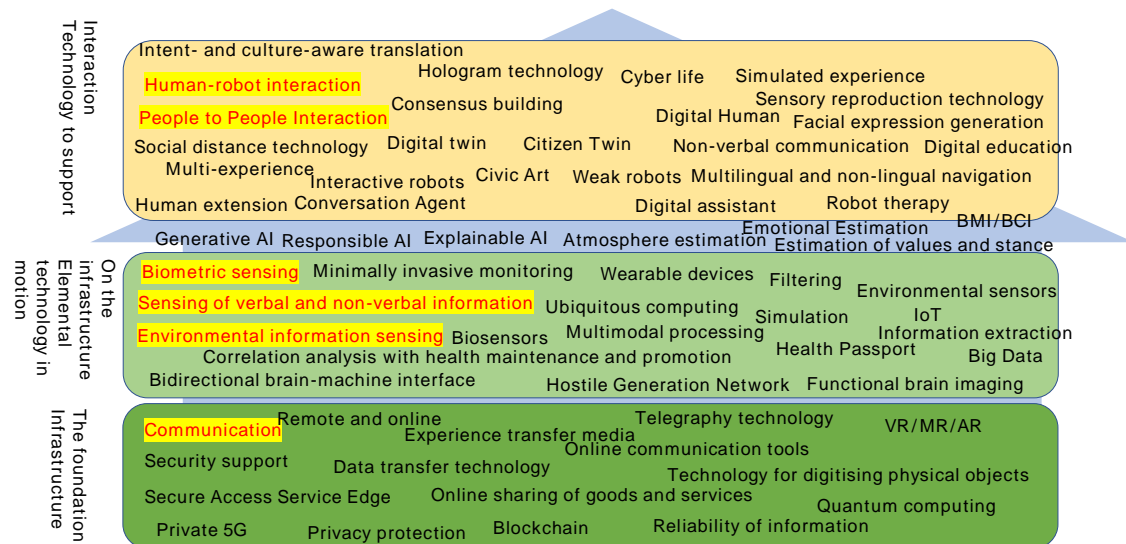 Interaction
Technology to support
Intent- and culture-aware translation
Hologram technology
Cyber life
Simulated experience
Human-robot interaction
Consensus building
Sensory reproduction technology
People to People Interaction
Digital Human
Facial expression generation
Social distance technology
Digital twin
Citizen Twin
Non-verbal communication
Digital education
Multi-experience
Interactive robots
Civic Art
Weak robots
Multilingual and non-lingual navigation
Human extension
Conversation Agent
Digital assistant
Robot therapy
BMI/BCI
Generative AI
Responsible AI
Explainable AI
Atmosphere estimation
Emotional Estimation
Estimation of values and stance
On the
infrastructure
Elemental
technology in
motion
Biometric sensing
Minimally invasive monitoring
Wearable devices
Filtering
Environmental sensors
Sensing of verbal and non-verbal information
Ubiquitous computing
Simulation
IoT
Environmental information sensing
Biosensors
Multimodal processing
Information extraction
Correlation analysis with health maintenance and promotion
Health Passport
Big Data
Bidirectional brain-machine interface
Hostile Generation Network
Functional brain imaging
The foundation
Infrastructure
Communication
Remote and online
Telegraphy technology
VR/MR/AR
Experience transfer media
Online communication tools
Security support
Data transfer technology
Technology for digitising physical objects
Secure Access Service Edge
Online sharing of goods and services
Quantum computing
Private 5G
Privacy protection
Blockchain
Reliability of information